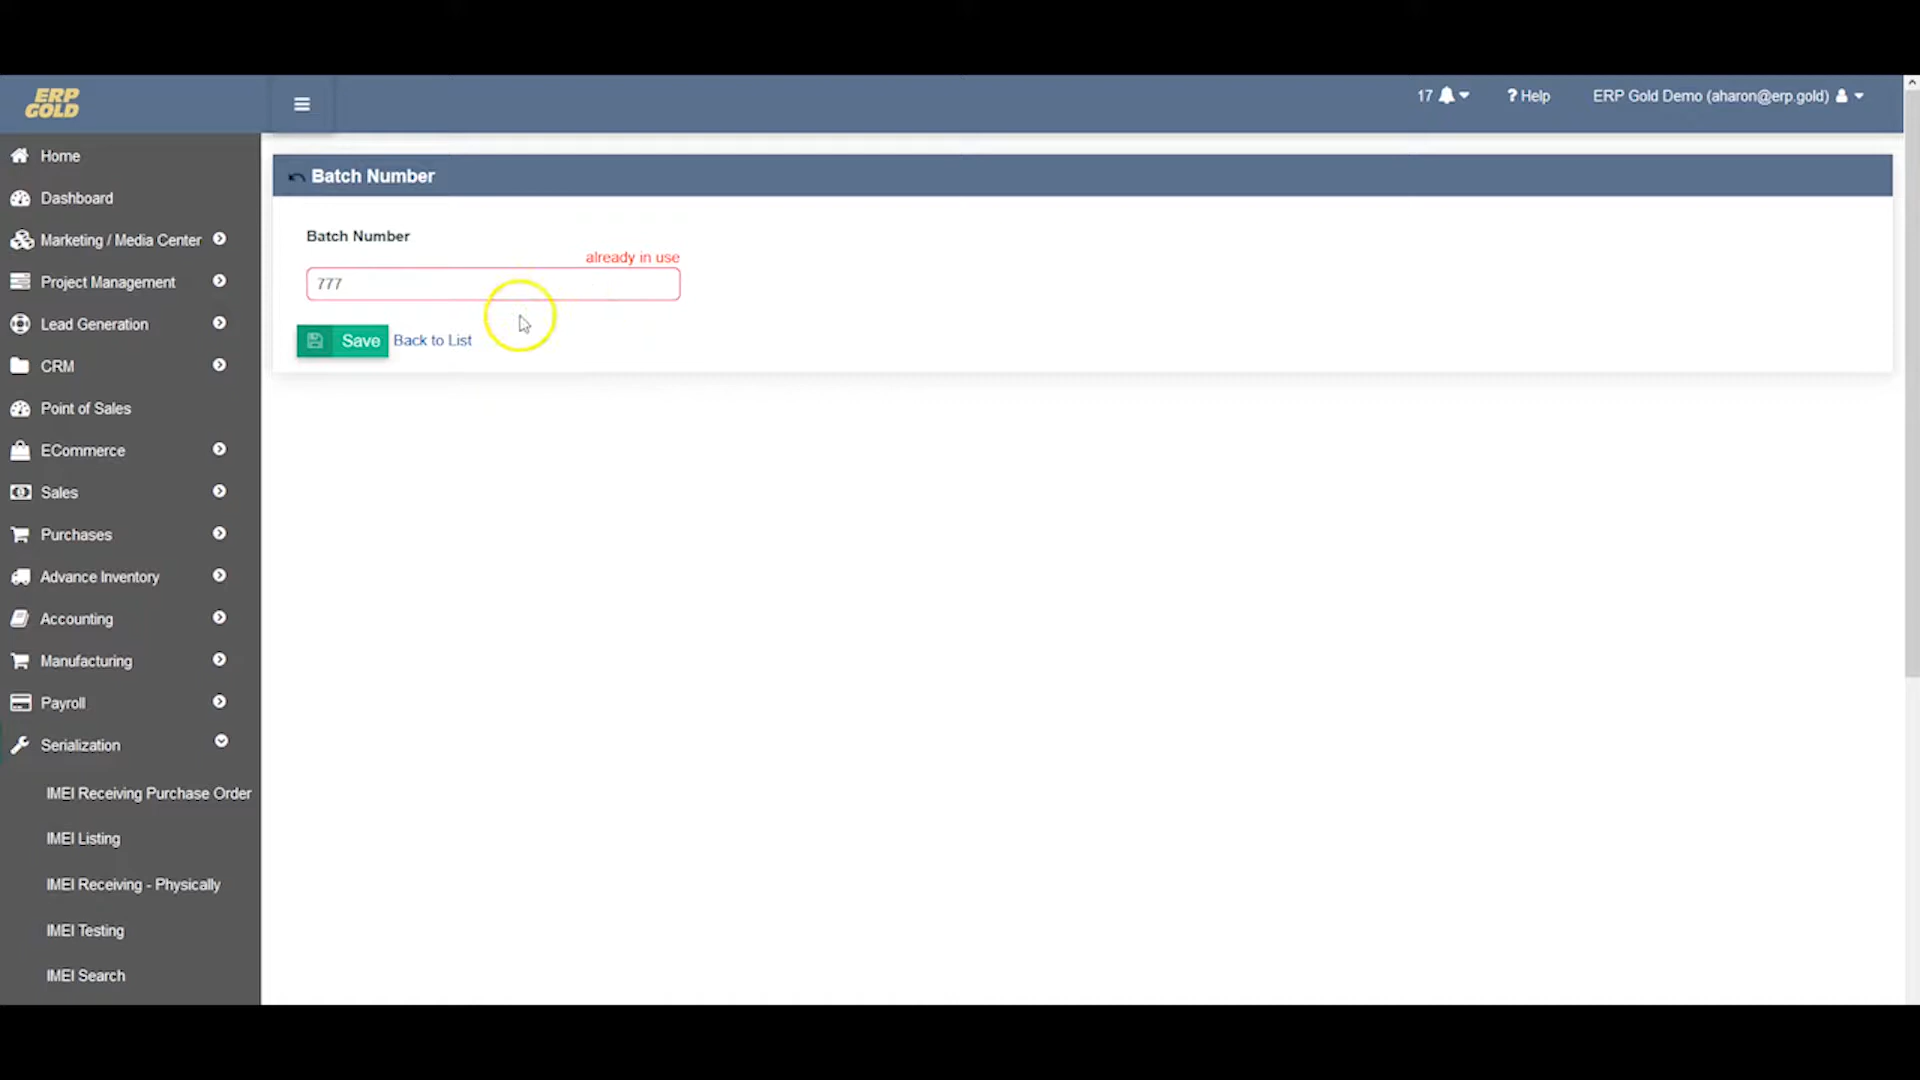 ERP
GOLD
17
? Help
ERP Gold Demo (aharon@erp.gold)
Home
Dashboard
Marketing / Media Center
Project Management
Lead Generation
CRM
Point of Sales
ECommerce
Sales
Purchases
Advance Inventory
Accounting
Manufacturing
Payroll
Serialization
IMEI Receiving Purchase Order
IMEI Listing
IMEI Receiving - Physically
IMEI Testing
IMEI Search
Batch Number
Batch Number
already in use
777
Save Back to List